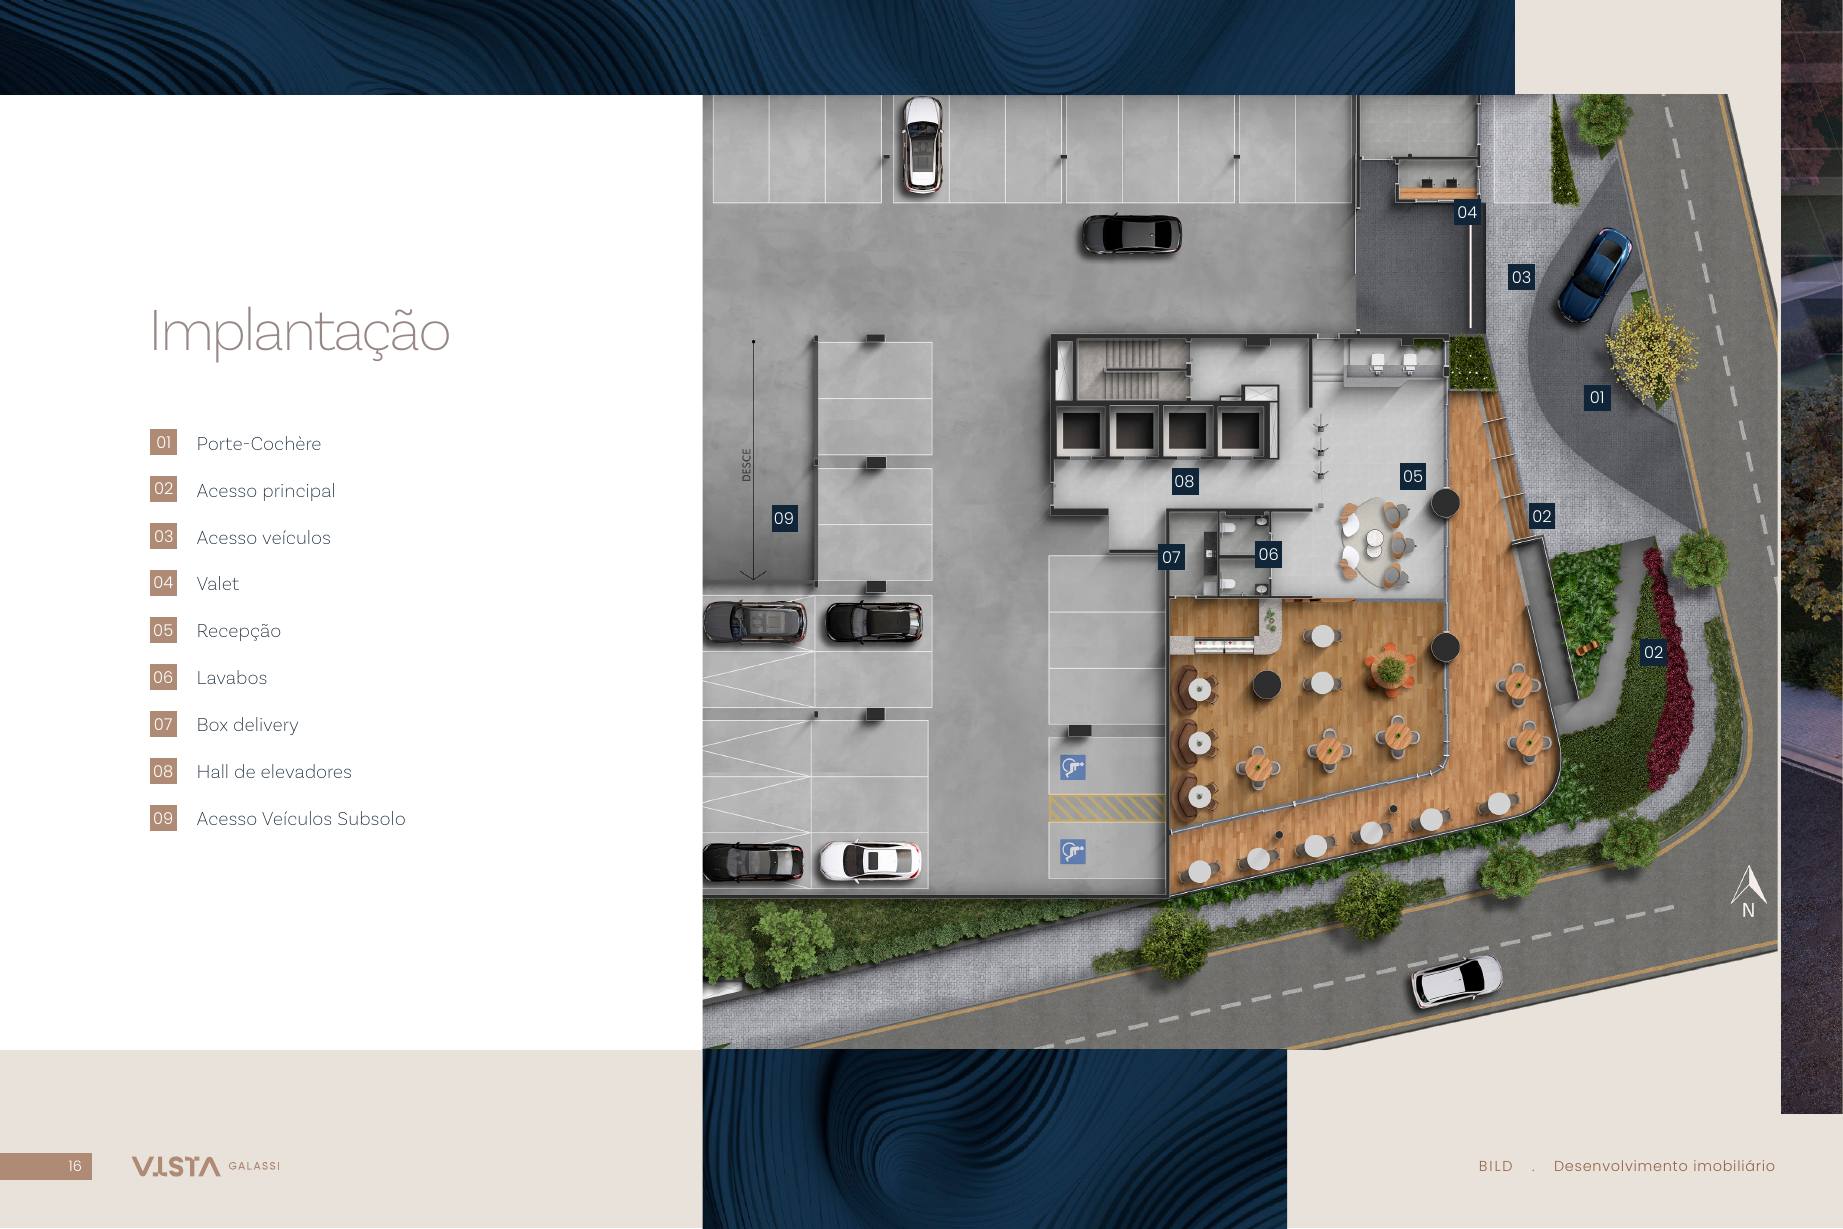 Implantação
01 Porte-Cochère
02 Acesso principal
03 Acesso veículos
04 Valet
05 Recepção
06 Lavabos
07 Box delivery
08 Hall de elevadores
09 Acesso Veículos Subsolo
04
03
01
DESCE
05
08
09
02
07
06
02
N
16
VISTA GALASSI
BILD . Desenvolvimento imobiliário